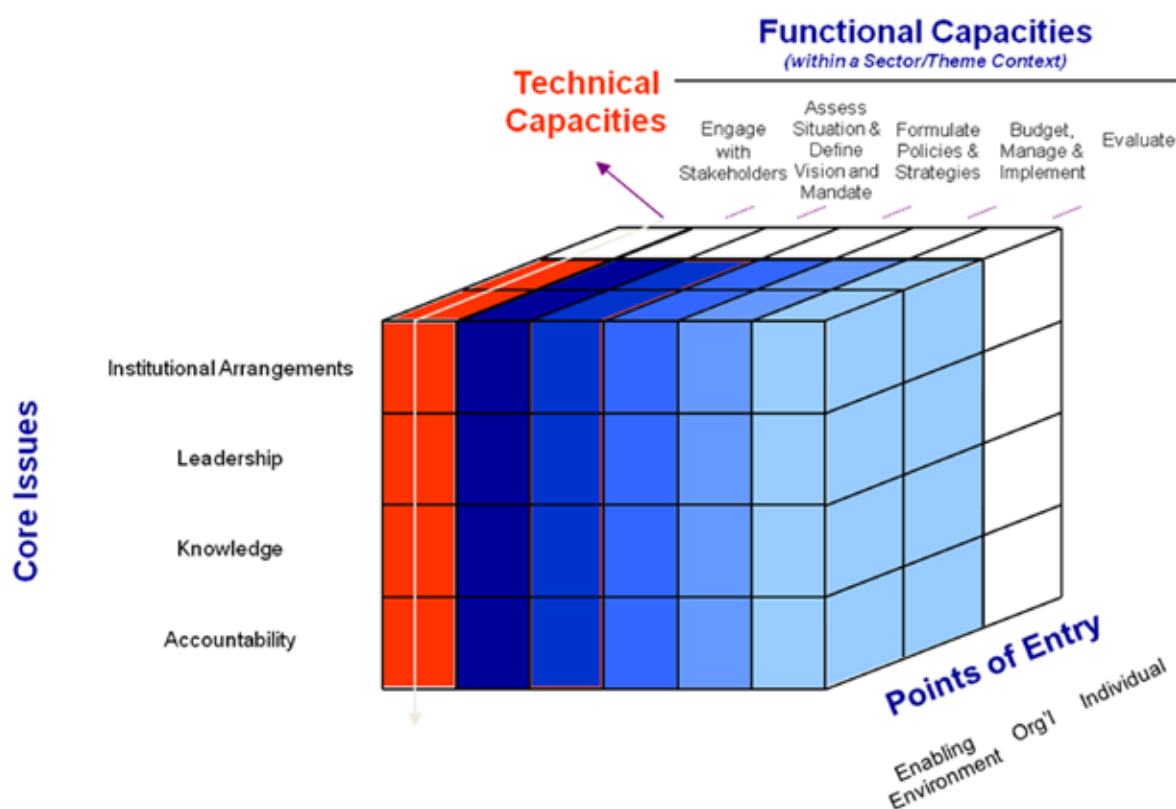 Functional Capacities
(within a Sector/Theme Context)
Technical
Capacities
Engage
with
Stakeholders
Assess
Situation &
Define
Vision and
Mandate
Formulate
Policies &
Strategies
Budget,
Manage &
Implement
Evaluate
Core Issues
Institutional Arrangements
Leadership
Knowledge
Accountability
Points of Entry
Enabling
Environment
Org'l
Individual